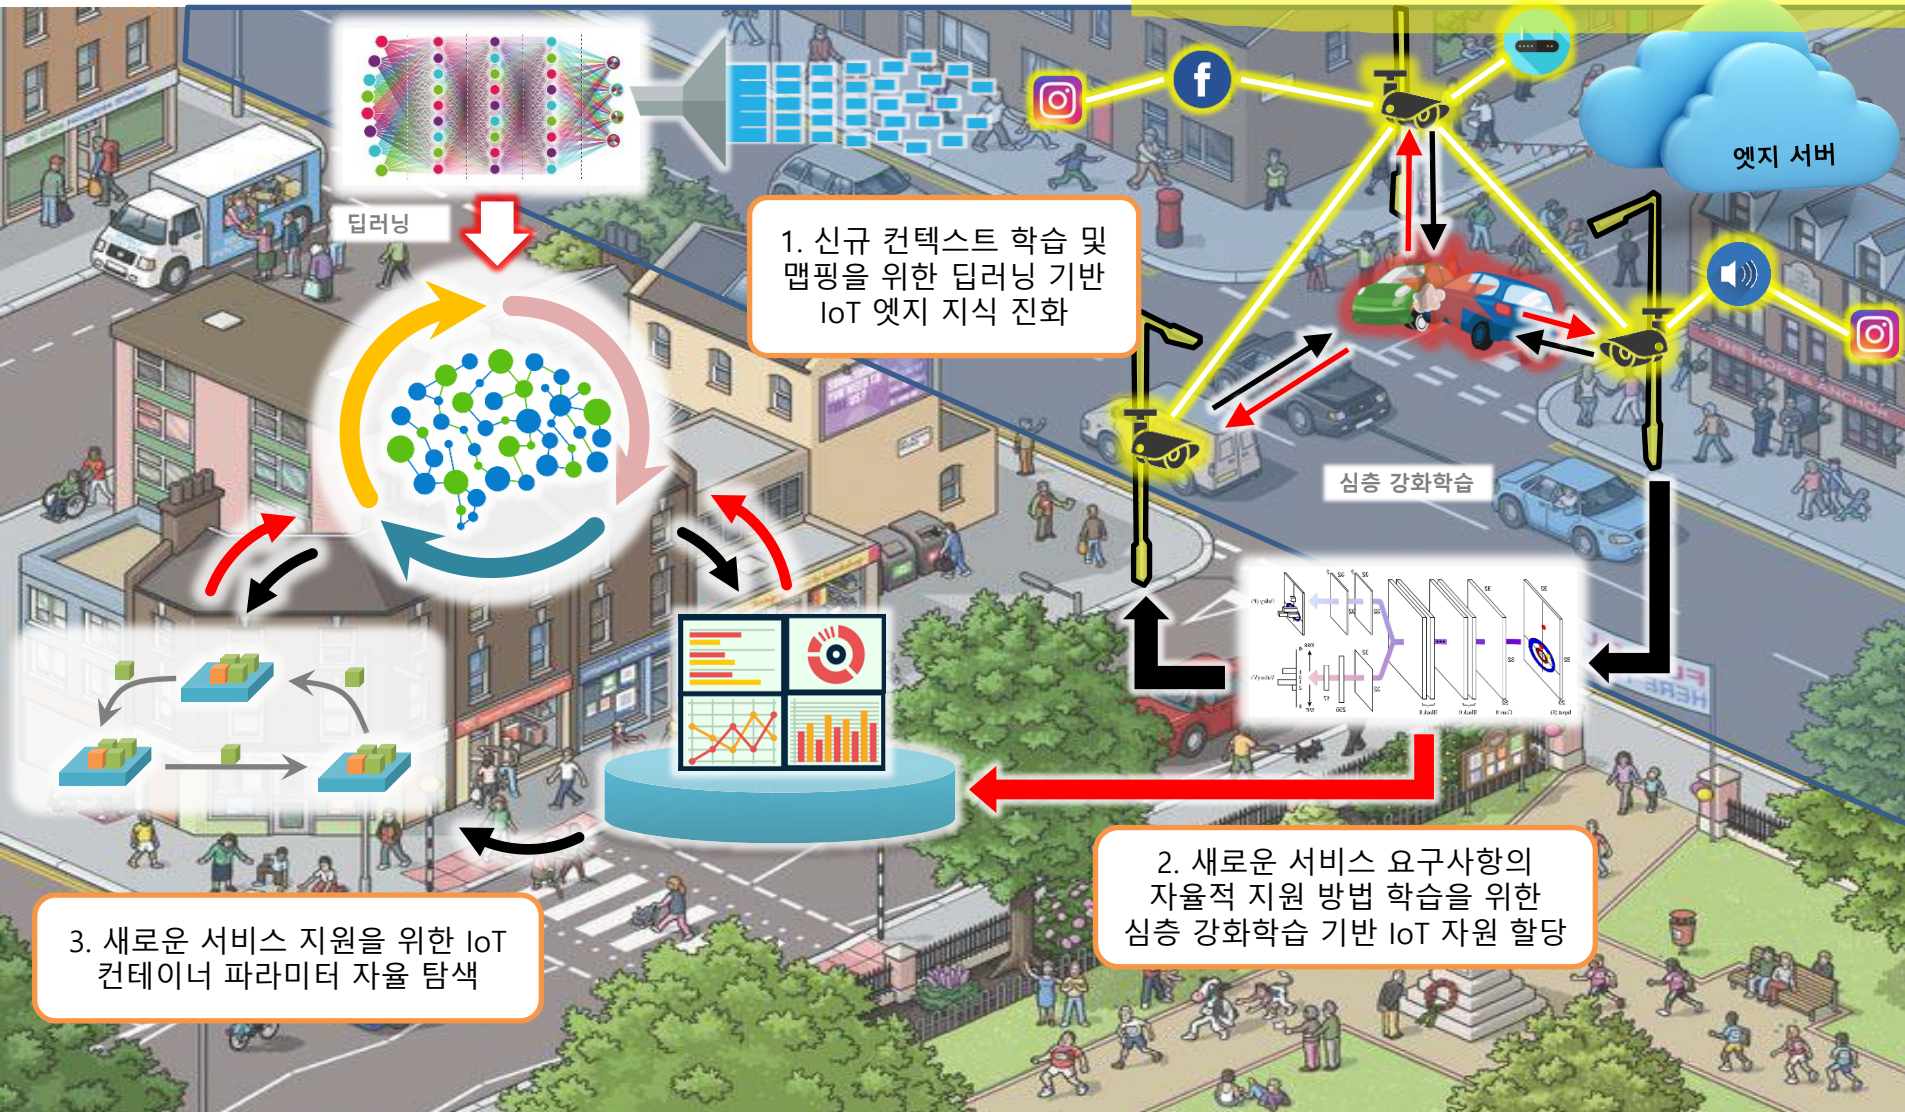 엣지 서버
딥러닝
1. 신규 컨텍스트 학습 및
맵핑을 위한 딥러닝 기반
IoT 엣지 지식 진화
THE HOPE & ANCHOR
심층 강화학습
2. 새로운 서비스 요구사항의
자율적 지원 방법 학습을 위한
심층 강화학습 기반 IoT 자원 할당
3. 새로운 서비스 지원을 위한 IoT
컨테이너 파라미터 자율 탐색